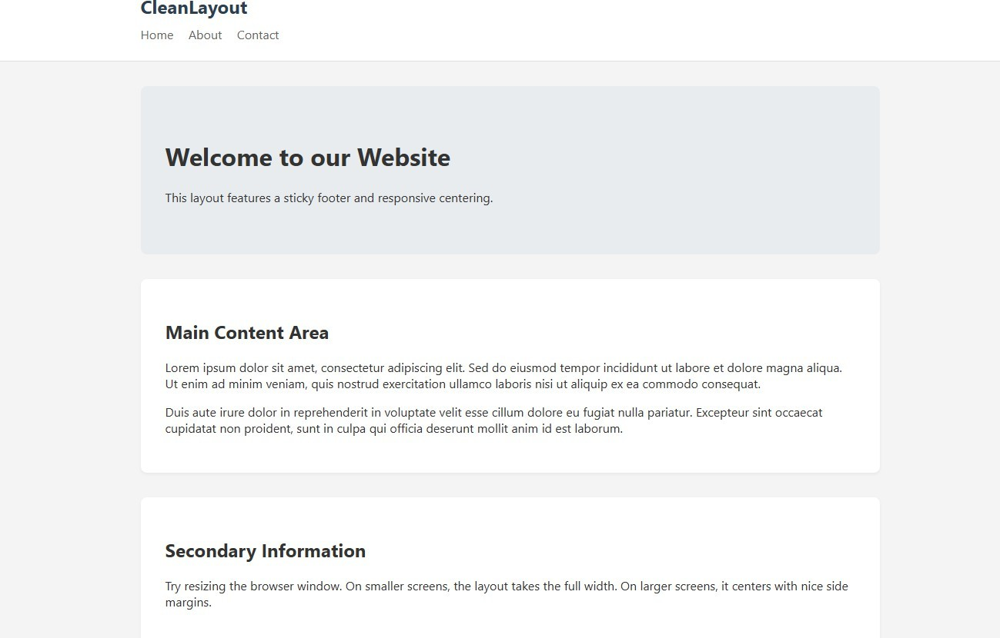 CleanLayout
Home About Contact
Welcome to our Website
This layout features a sticky footer and responsive centering.
Main Content Area
Lorem ipsum dolor sit amet, consectetur adipiscing elit. Sed do eiusmod tempor incididunt ut labore et dolore magna aliqua.
Ut enim ad minim veniam, quis nostrud exercitation ullamco laboris nisi ut aliquip ex ea commodo consequat.
Duis aute irure dolor in reprehenderit in voluptate velit esse cillum dolore eu fugiat nulla pariatur. Excepteur sint occaecat
cupidatat non proident, sunt in culpa qui officia deserunt mollit anim id est laborum.
Secondary Information
Try resizing the browser window. On smaller screens, the layout takes the full width. On larger screens, it centers with nice side
margins.